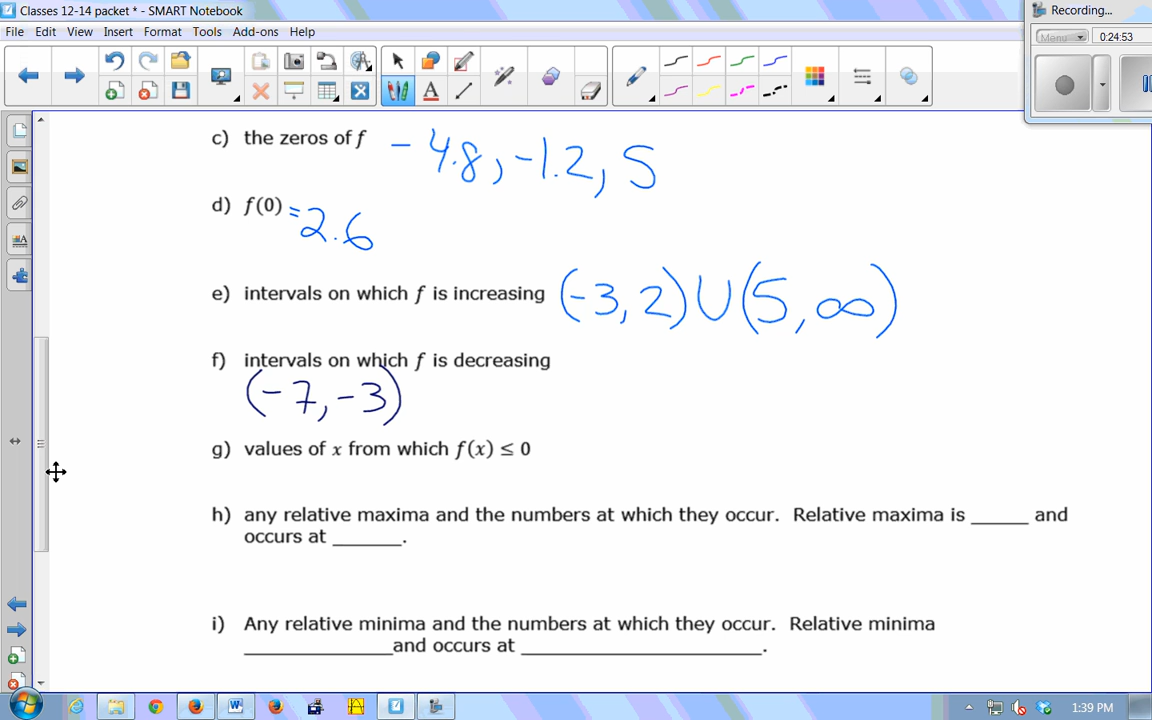 Classes 12-14 packet * - SMART Notebook
Recording...
File Edit View Insert Format Tools Add-ons Help
Menu 0:24:53
c) the zeros of f -4.8, -1.2, 5
d) f(0) = 2.6
e) intervals on which f is increasing (-3, 2) ∪ (5, ∞)
f) intervals on which f is decreasing
(-7, -3)
g) values of x from which f(x) ≤ 0
h) any relative maxima and the numbers at which they occur. Relative maxima is ______ and
occurs at _______.
i) Any relative minima and the numbers at which they occur. Relative minima
_______________and occurs at ________________________.
1:39 PM